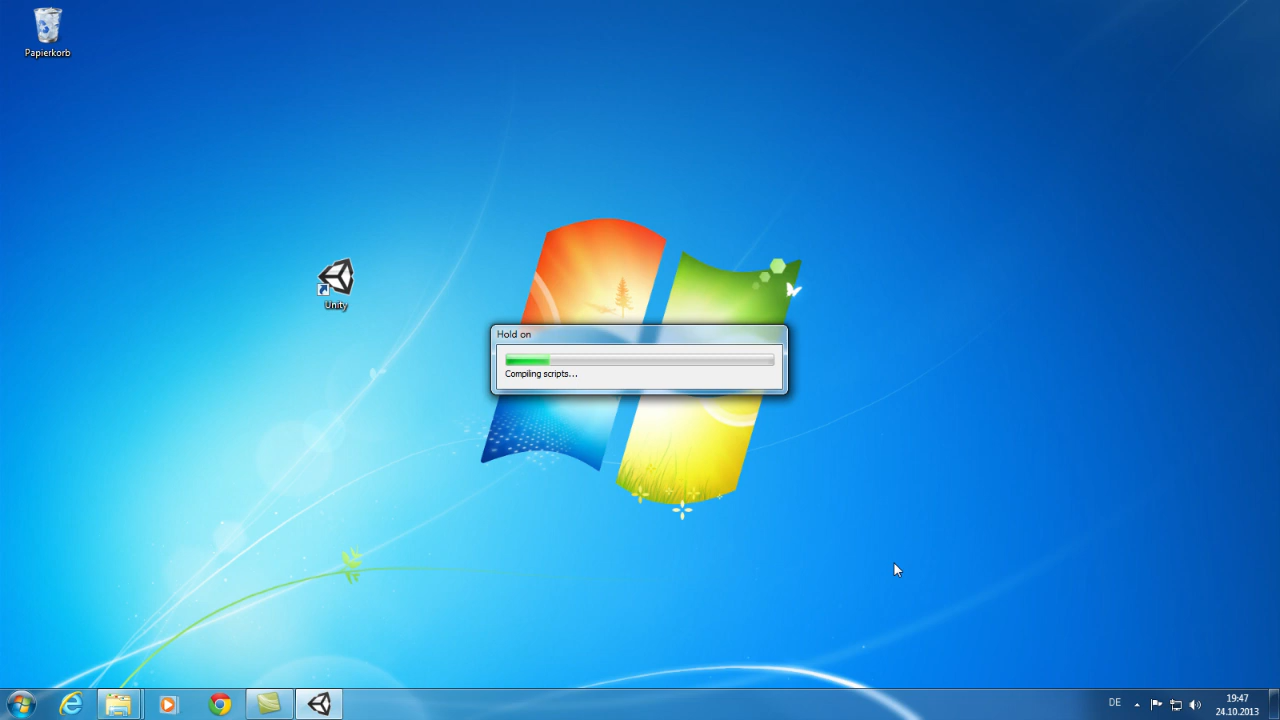 Papierkorb
Unity
Hold on
Compiling scripts...
DE
19:47
24.10.2013